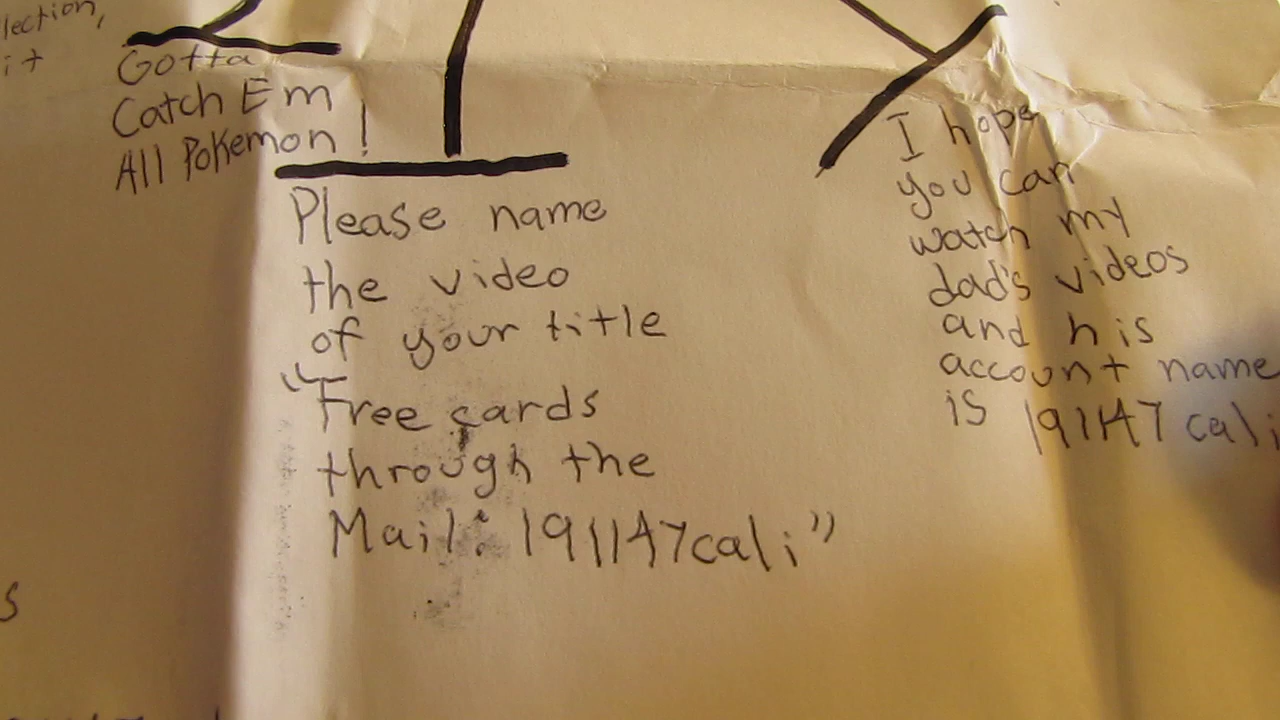 lection,
it
Gotta
Catch Em
All Pokemon!
Please name
the video
of your title
"Free cards
through the
Mail: 191147cali"
I hope
you can
watch my
dad's videos
and his
account name
is 191147 cali
s